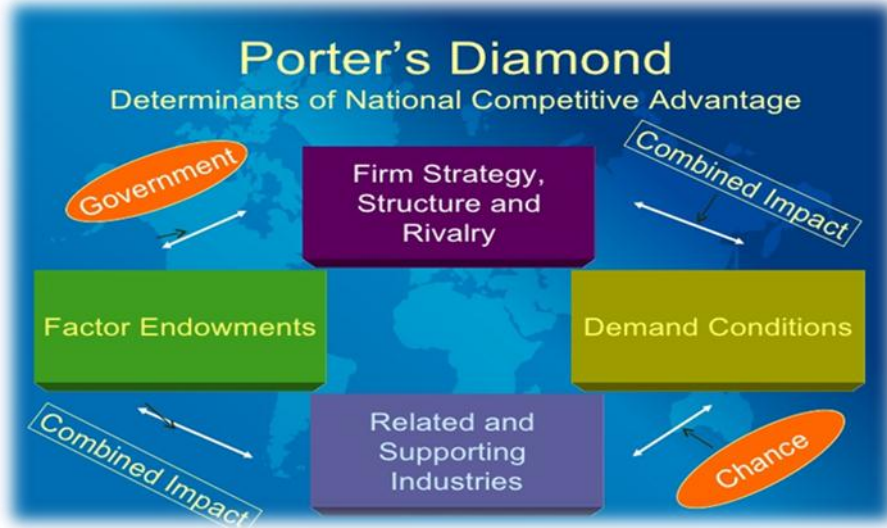 Porter's Diamond
Determinants of National Competitive Advantage
Government
Firm Strategy,
Structure and
Rivalry
Combined Impact
Factor Endowments
Demand Conditions
Combined Impact
Related and
Supporting
Industries
Chance